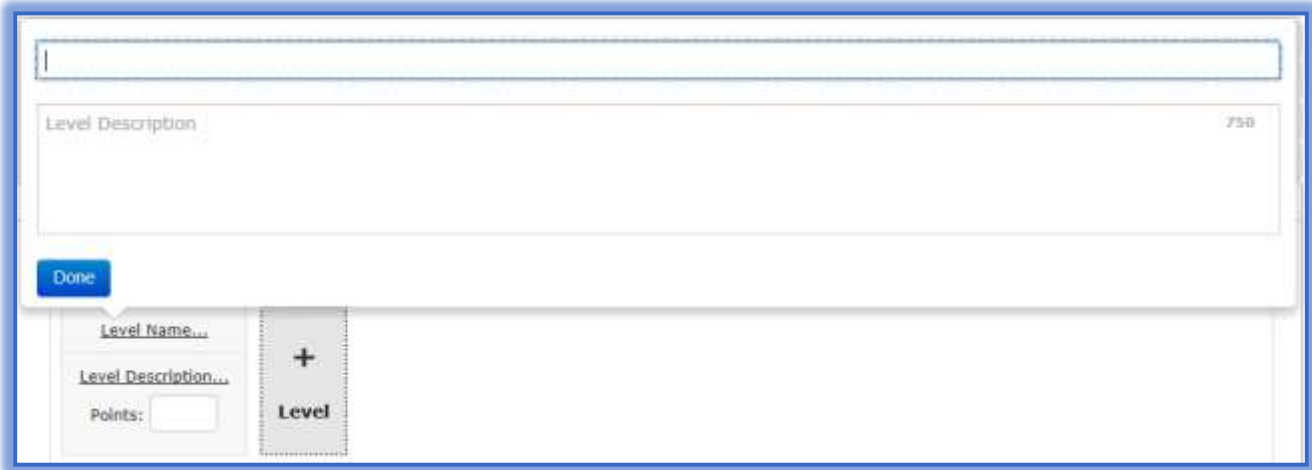 Level Description 750
Done
Level Name...
Level Description...
Points:
+
Level